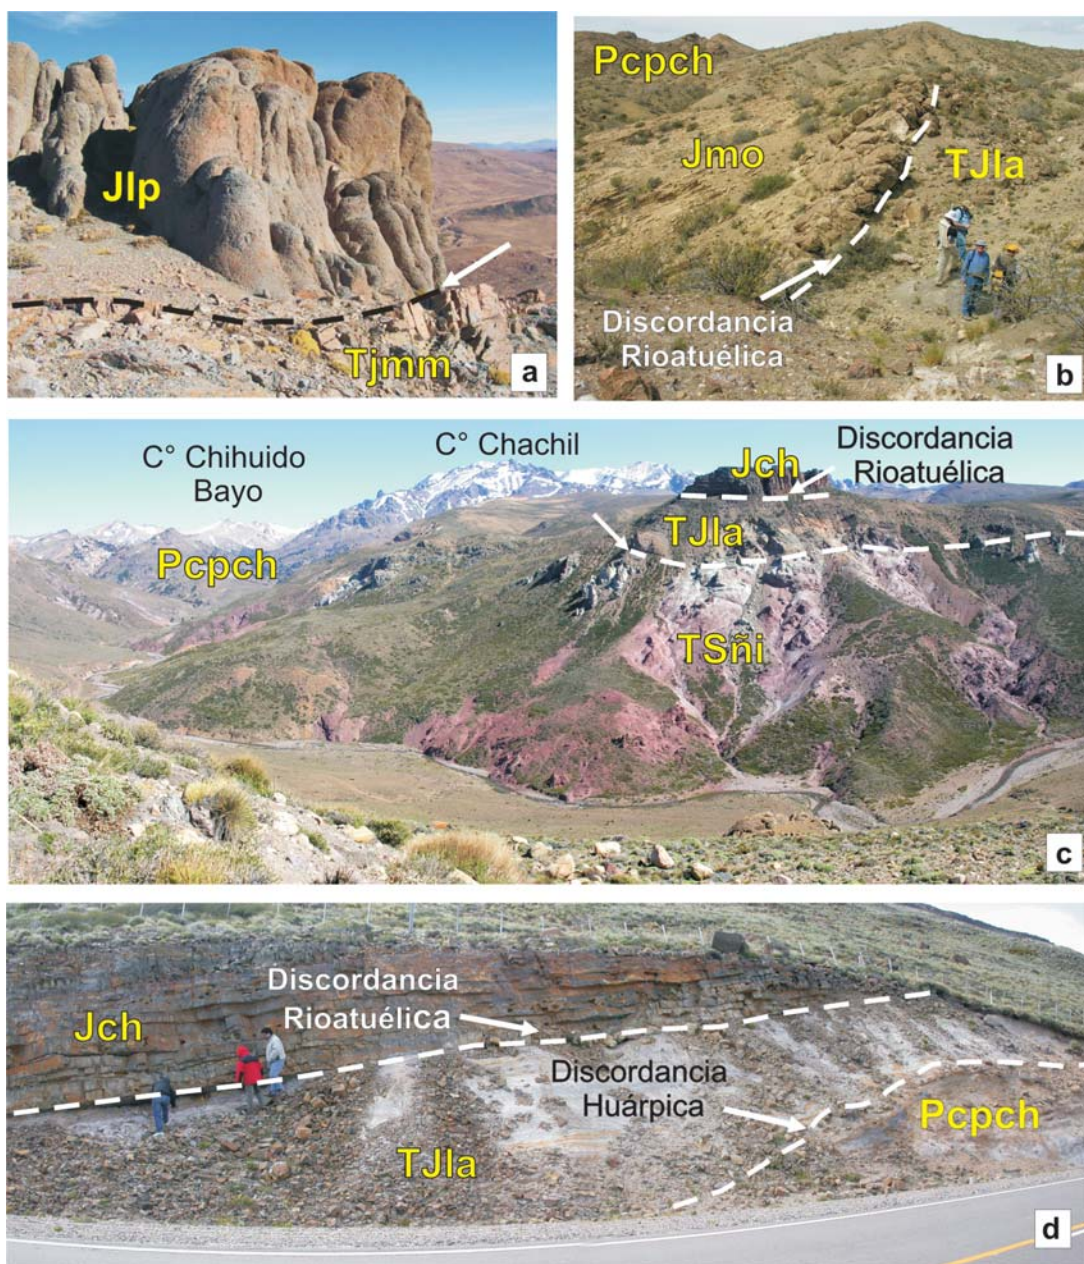 Jlp
Tjmm
a
Pcpch
Jmo
TJla
Discordancia
Rioatuélica
b
C° Chihuido
Bayo
C° Chachil
Jch
Discordancia
Rioatuélica
TJla
Pcpch
TSñi
c
Discordancia
Rioatuélica
Jch
Discordancia
Huárpica
Pcpch
TJla
d